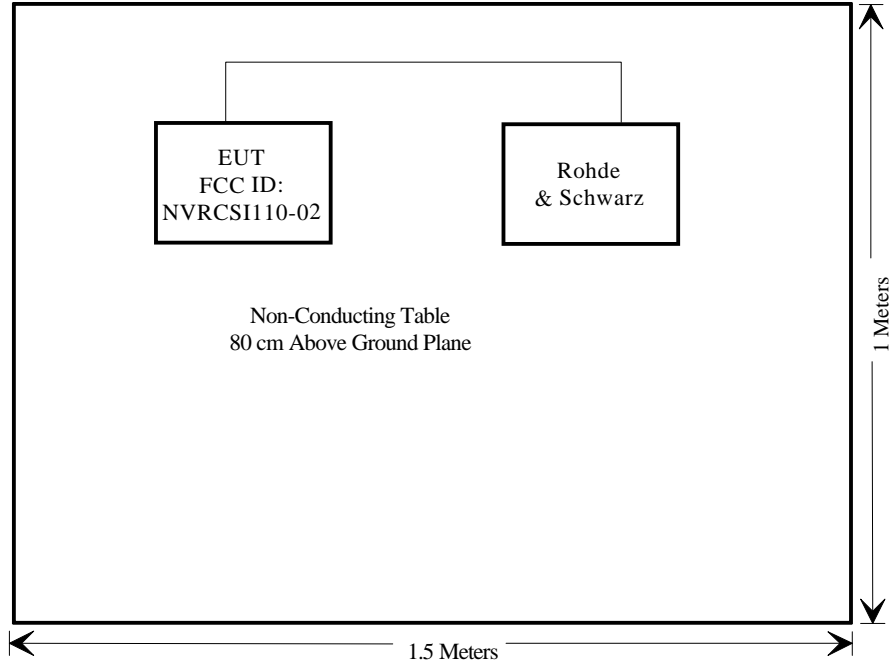 EUT
FCC ID:
NVRCSI110-02
Rohde
& Schwarz
Non-Conducting Table
80 cm Above Ground Plane
1 Meters
1.5 Meters